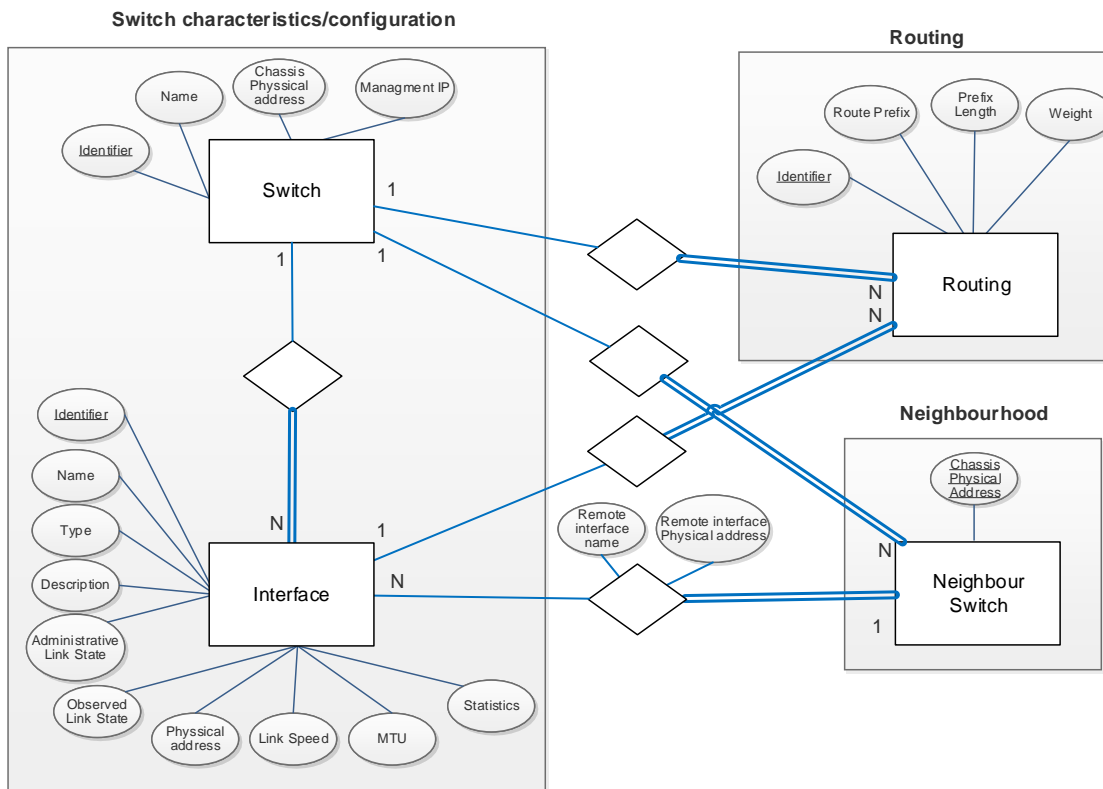 Switch characteristics/configuration
Routing
Chassis
Physsical
address
Managment IP
Name
Identifier
Switch
1
1
1
Route Prefix
Prefix
Length
Weight
Identifier
Routing
N
N
Neighbourhood
Chassis
Physical
Address
Neighbour
Switch
N
1
Identifier
Name
Type
Description
Administrative
Link State
Observed
Link State
Physsical
address
Link Speed
MTU
Statistics
Interface
N
1
N
Remote
interface
name
Remote interface
Physical address